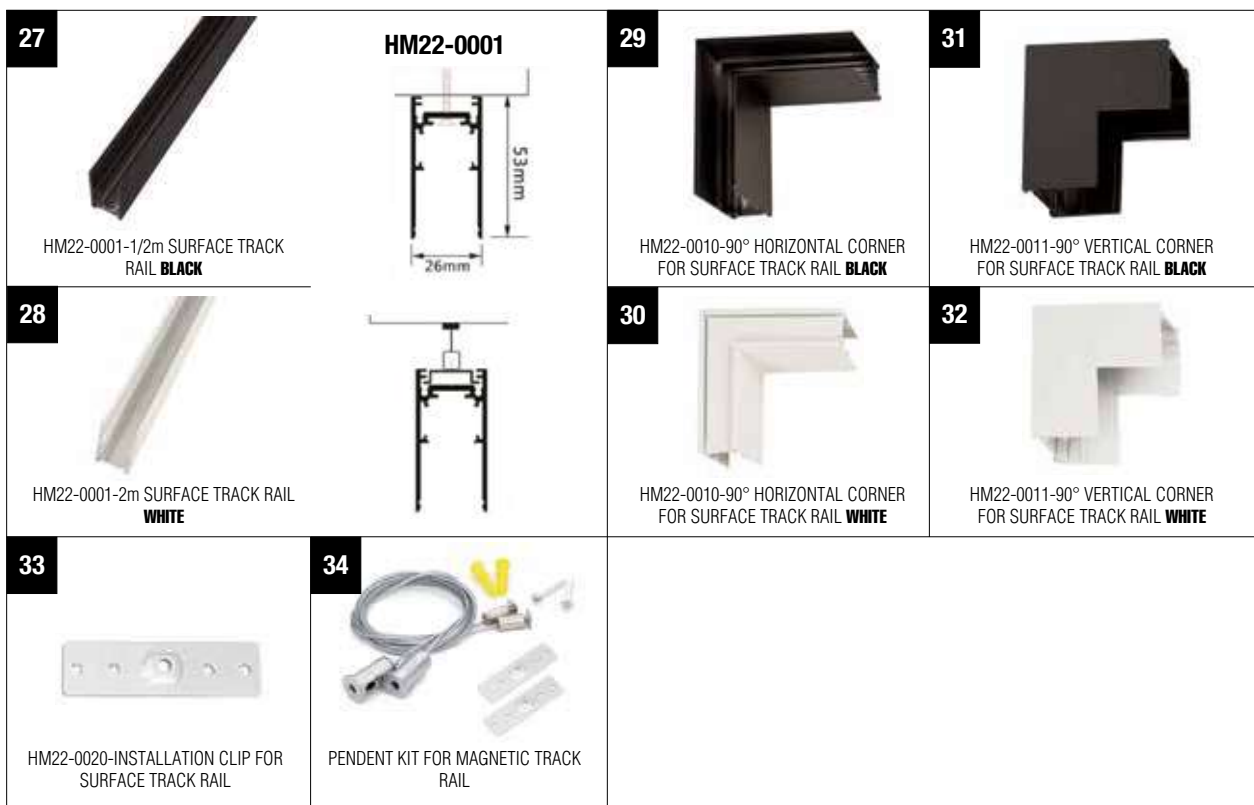 27
HM22-0001-1/2m SURFACE TRACK
RAIL BLACK
HM22-0001
53mm
26mm
29
HM22-0010-90° HORIZONTAL CORNER
FOR SURFACE TRACK RAIL BLACK
31
HM22-0011-90° VERTICAL CORNER
FOR SURFACE TRACK RAIL BLACK
28
HM22-0001-2m SURFACE TRACK RAIL
WHITE
30
HM22-0010-90° HORIZONTAL CORNER
FOR SURFACE TRACK RAIL WHITE
32
HM22-0011-90° VERTICAL CORNER
FOR SURFACE TRACK RAIL WHITE
33
HM22-0020-INSTALLATION CLIP FOR
SURFACE TRACK RAIL
34
PENDENT KIT FOR MAGNETIC TRACK
RAIL